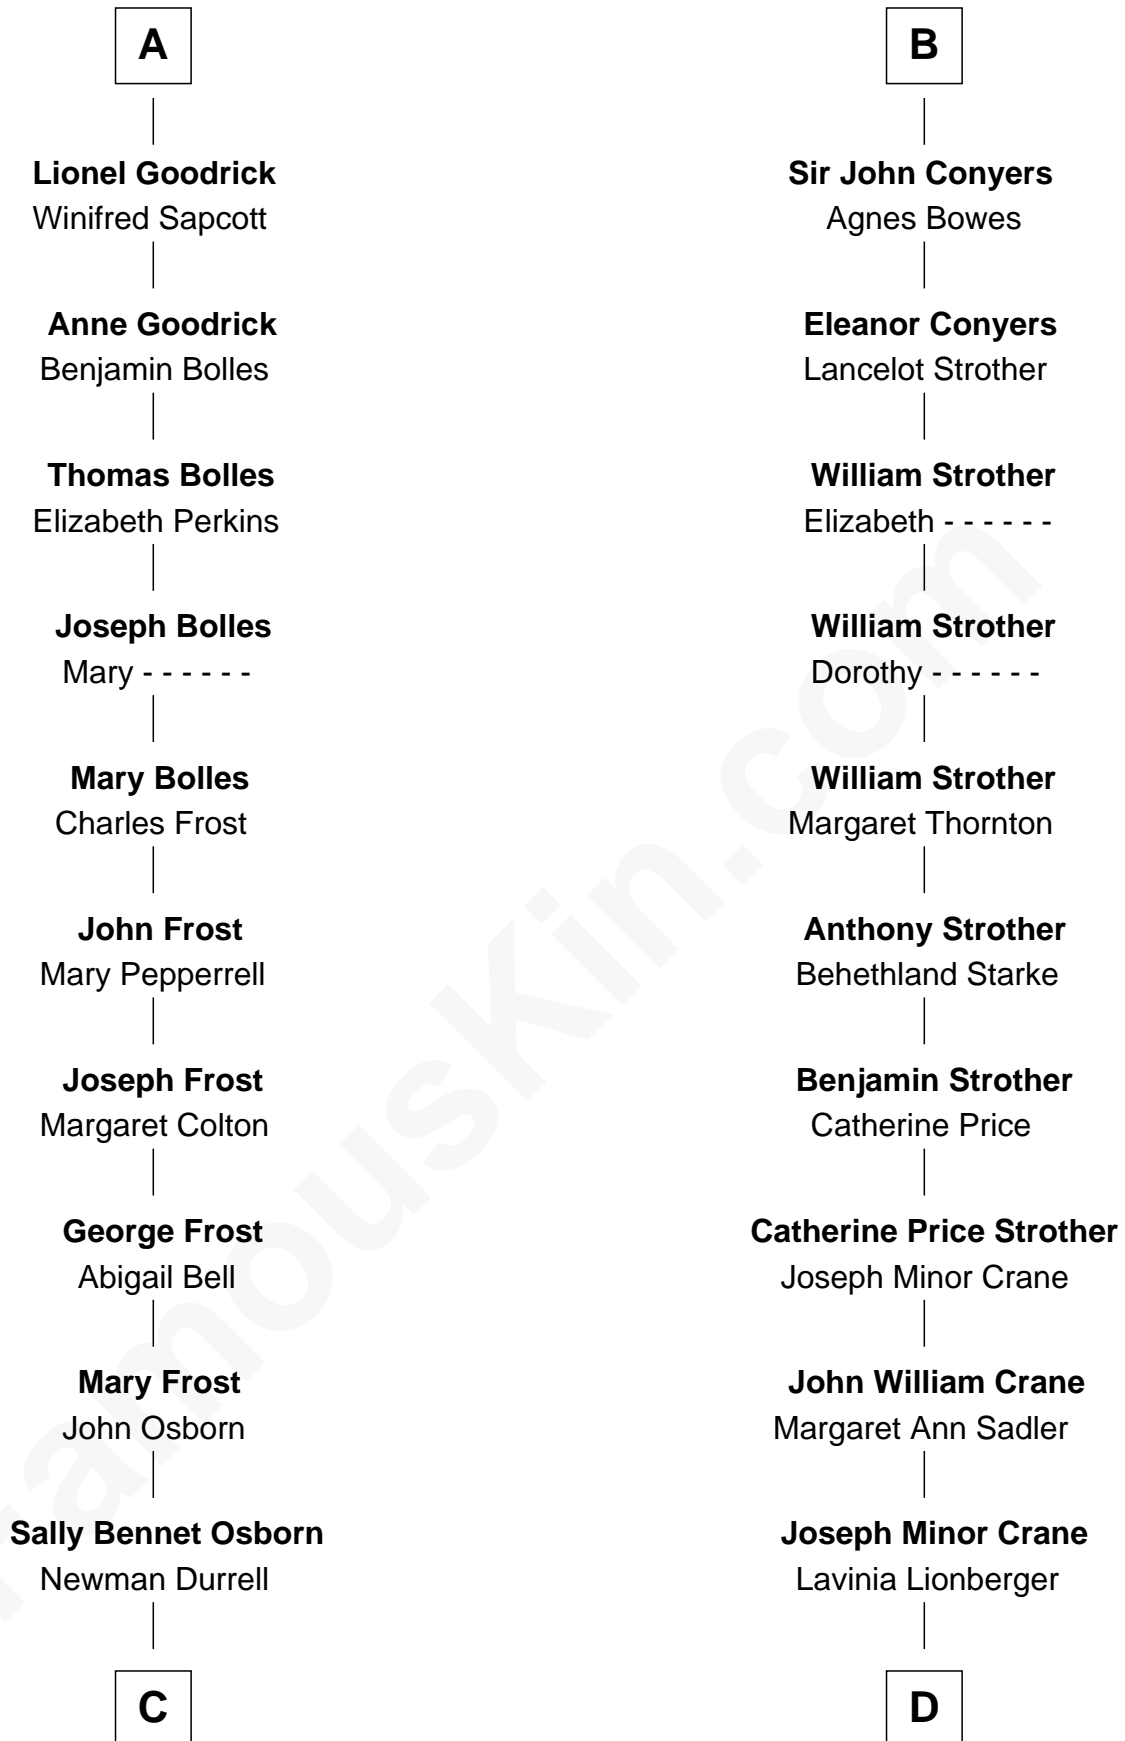 A
Lionel Goodrick
Winifred Sapcott
Anne Goodrick
Benjamin Bolles
Thomas Bolles
Elizabeth Perkins
Joseph Bolles
Mary - - - - - -
Mary Bolles
Charles Frost
John Frost
Mary Pepperrell
Joseph Frost
Margaret Colton
George Frost
Abigail Bell
Mary Frost
John Osborn
Sally Bennet Osborn
Newman Durrell
C
B
Sir John Conyers
Agnes Bowes
Eleanor Conyers
Lancelot Strother
William Strother
Elizabeth - - - - - -
William Strother
Dorothy - - - - - -
William Strother
Margaret Thornton
Anthony Strother
Behethland Starke
Benjamin Strother
Catherine Price
Catherine Price Strother
Joseph Minor Crane
John William Crane
Margaret Ann Sadler
Joseph Minor Crane
Lavinia Lionberger
D
FamousKin.com